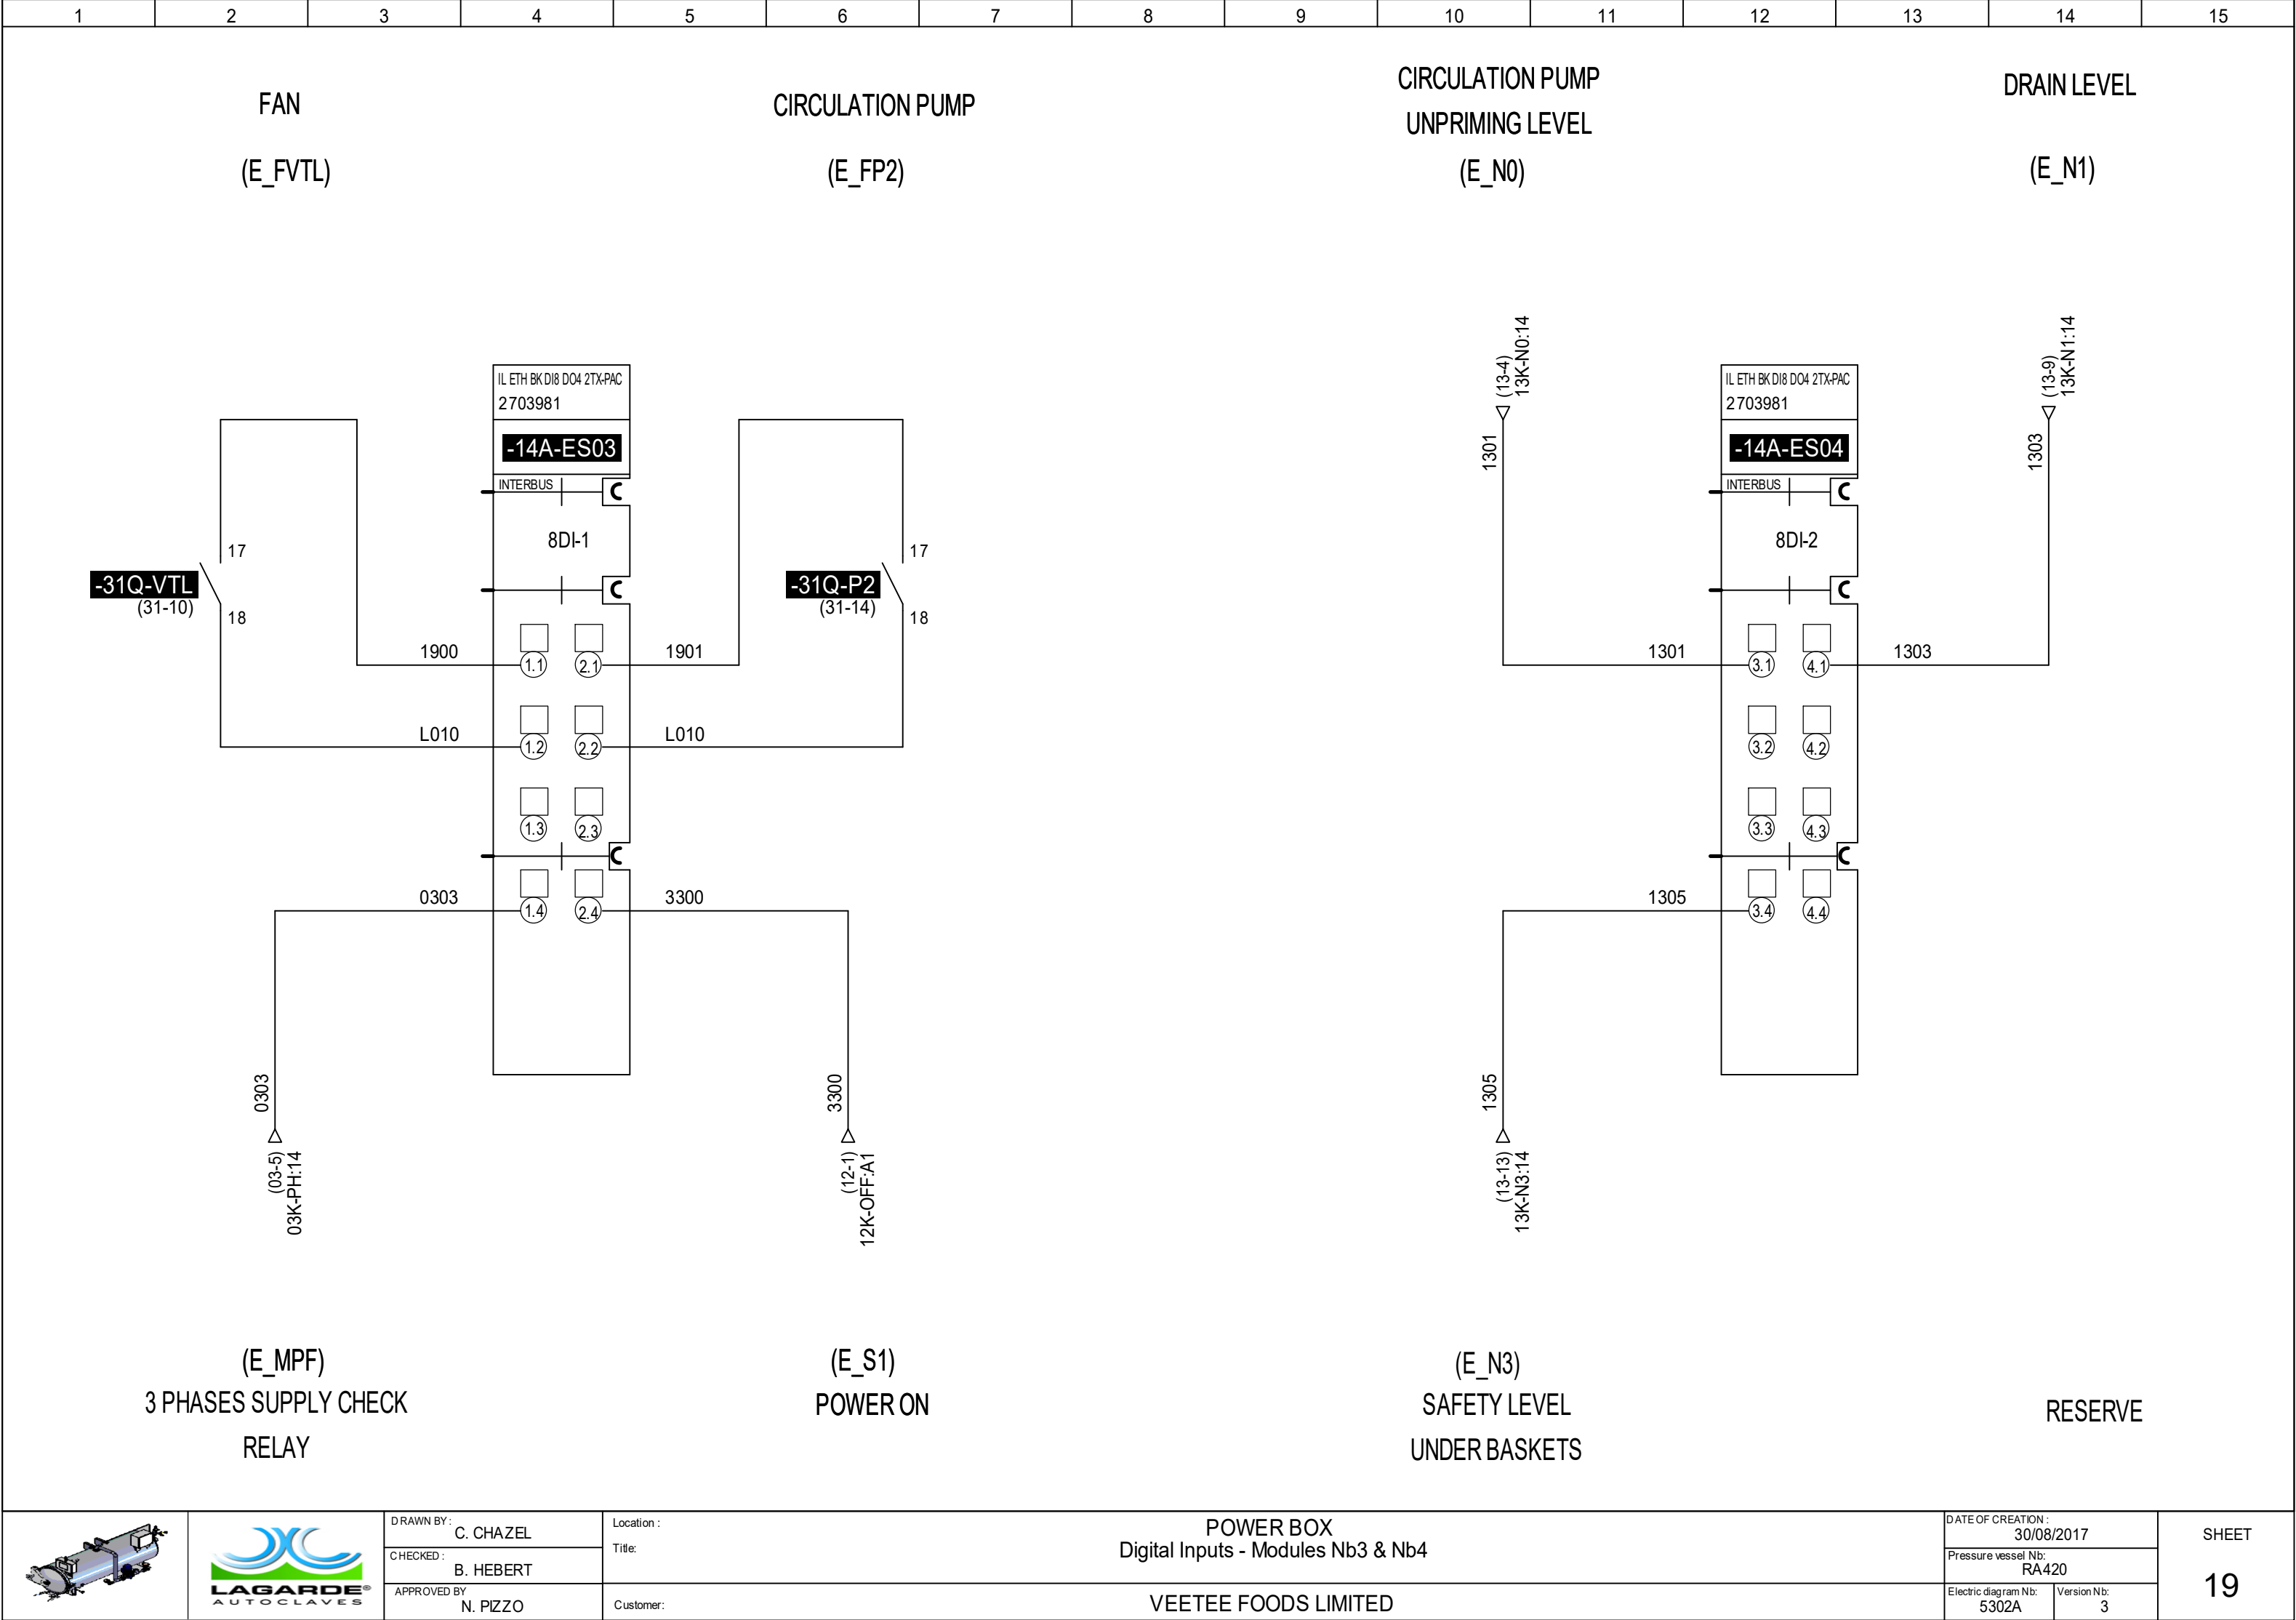 1 2 3 4 5 6 7 8 9 10 11 12 13 14 15
FAN
(E_FVTL)
CIRCULATION PUMP
(E_FP2)
CIRCULATION PUMP
UNPRIMING LEVEL
(E_N0)
DRAIN LEVEL
(E_N1)
IL ETH BK DI8 DO4 2TX-PAC
2703981
-14A-ES03
INTERBUS
8DI-1
17
-31Q-VTL
(31-10)
18
17
-31Q-P2
(31-14)
18
1900
1.1
2.1
1901
L010
1.2
2.2
L010
1.3
2.3
0303
1.4
2.4
3300
0303
(03-5)
03K-PH:14
3300
(12-1)
12K-OFF:A1
(13-4)
13K-N0:14
1301
IL ETH BK DI8 DO4 2TX-PAC
2703981
-14A-ES04
INTERBUS
8DI-2
(13-9)
13K-N1:14
1303
1301
3.1
4.1
1303
3.2
4.2
3.3
4.3
1305
3.4
4.4
1305
(13-13)
13K-N3:14
(E_MPF)
3 PHASES SUPPLY CHECK
RELAY
(E_S1)
POWER ON
(E_N3)
SAFETY LEVEL
UNDER BASKETS
RESERVE
LAGARDE®
AUTOCLAVES
DRAWN BY :
C. CHAZEL
CHECKED :
B. HEBERT
APPROVED BY
N. PIZZO
Location :
POWER BOX
Title:
Digital Inputs - Modules Nb3 & Nb4
Customer:
VEETEE FOODS LIMITED
DATE OF CREATION :
30/08/2017
Pressure vessel Nb:
RA420
Electric diagram Nb:
5302A
Version Nb:
3
SHEET
19